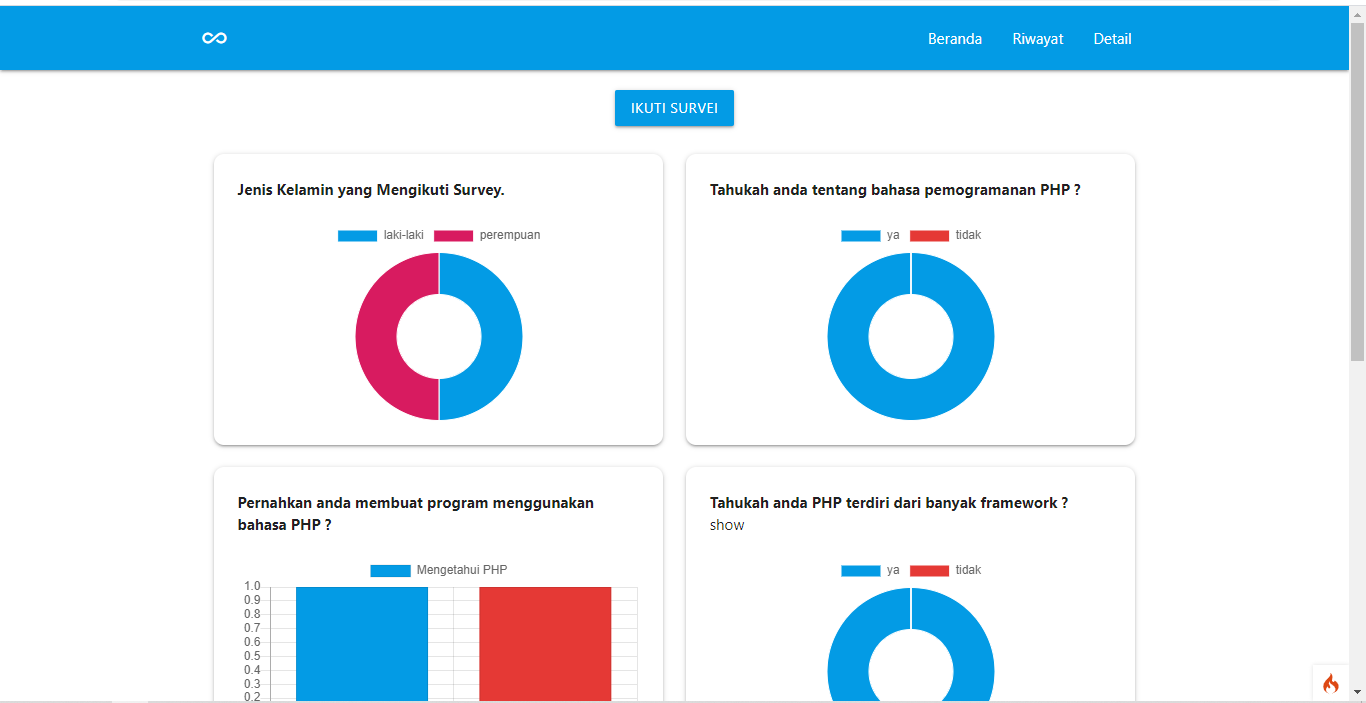 Beranda Riwayat Detail
IKUTI SURVEI
Jenis Kelamin yang Mengikuti Survey.
laki-laki perempuan
Tahukah anda tentang bahasa pemogramanan PHP ?
ya tidak
Pernahkan anda membuat program menggunakan
bahasa PHP ?
Mengetahui PHP
1.0
0.9
0.8
0.7
0.6
0.5
0.4
0.3
0.2
Tahukah anda PHP terdiri dari banyak framework ?
show
ya tidak